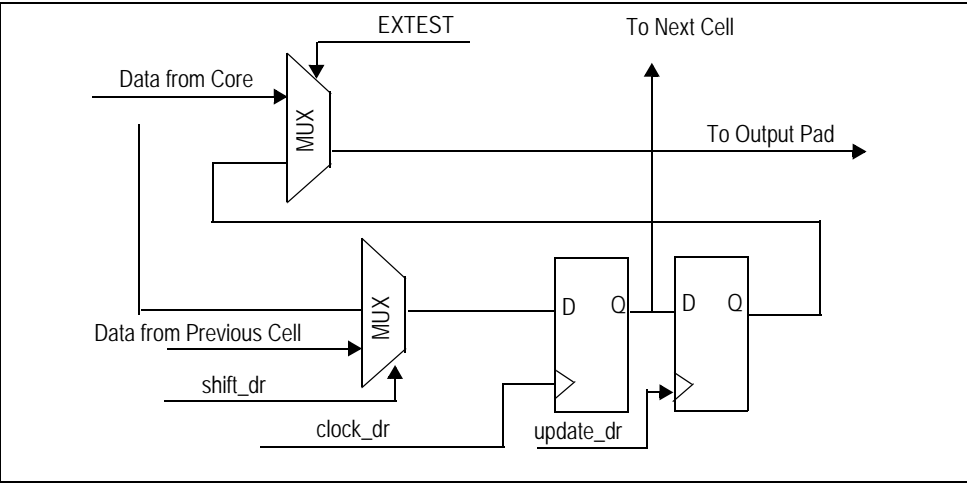 EXTEST
To Next Cell
Data from Core
MUX
To Output Pad
MUX
D Q
D Q
Data from Previous Cell
shift_dr
clock_dr
update_dr